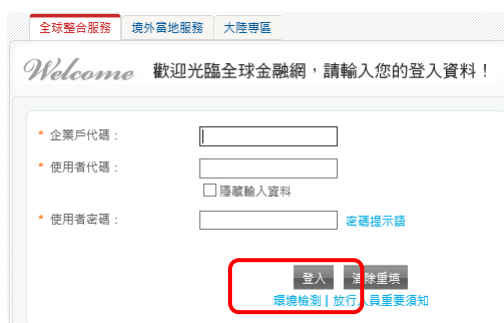 全球整合服務 境外當地服務 大陸專區
Welcome 歡迎光臨全球金融網,請輸入您的登入資料!
* 企業戶代碼:
* 使用者代碼:
隱藏輸入資料
* 使用者密碼: 密碼提示語
登入 清除重填
環境檢測 | 放行人員重要須知